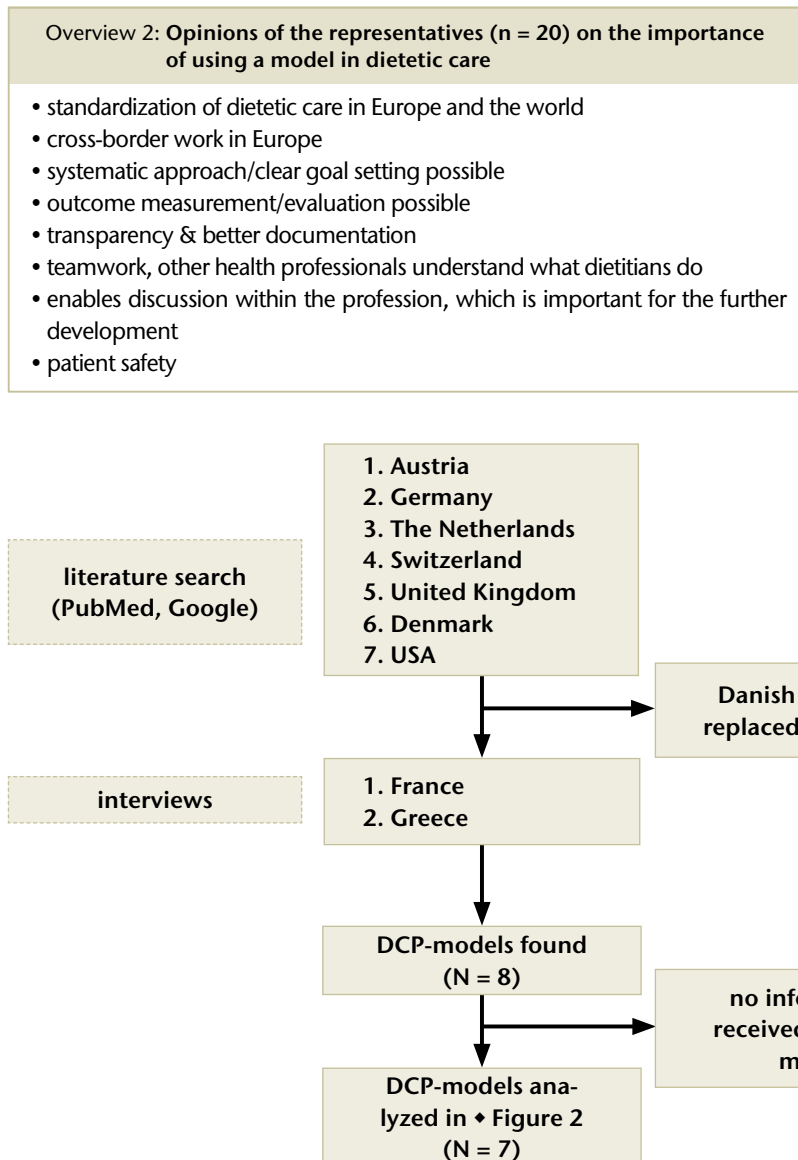 Overview 2: Opinions of the representatives (n = 20) on the importance
of using a model in dietetic care
• standardization of dietetic care in Europe and the world
• cross-border work in Europe
• systematic approach/clear goal setting possible
• outcome measurement/evaluation possible
• transparency & better documentation
• teamwork, other health professionals understand what dietitians do
• enables discussion within the profession, which is important for the further
development
• patient safety
literature search
(PubMed, Google)
1. Austria
2. Germany
3. The Netherlands
4. Switzerland
5. United Kingdom
6. Denmark
7. USA
Danish
replaced
interviews
1. France
2. Greece
DCP-models found
(N = 8)
no
received
DCP-models ana-
lyzed in ◆ Figure 2
(N = 7)